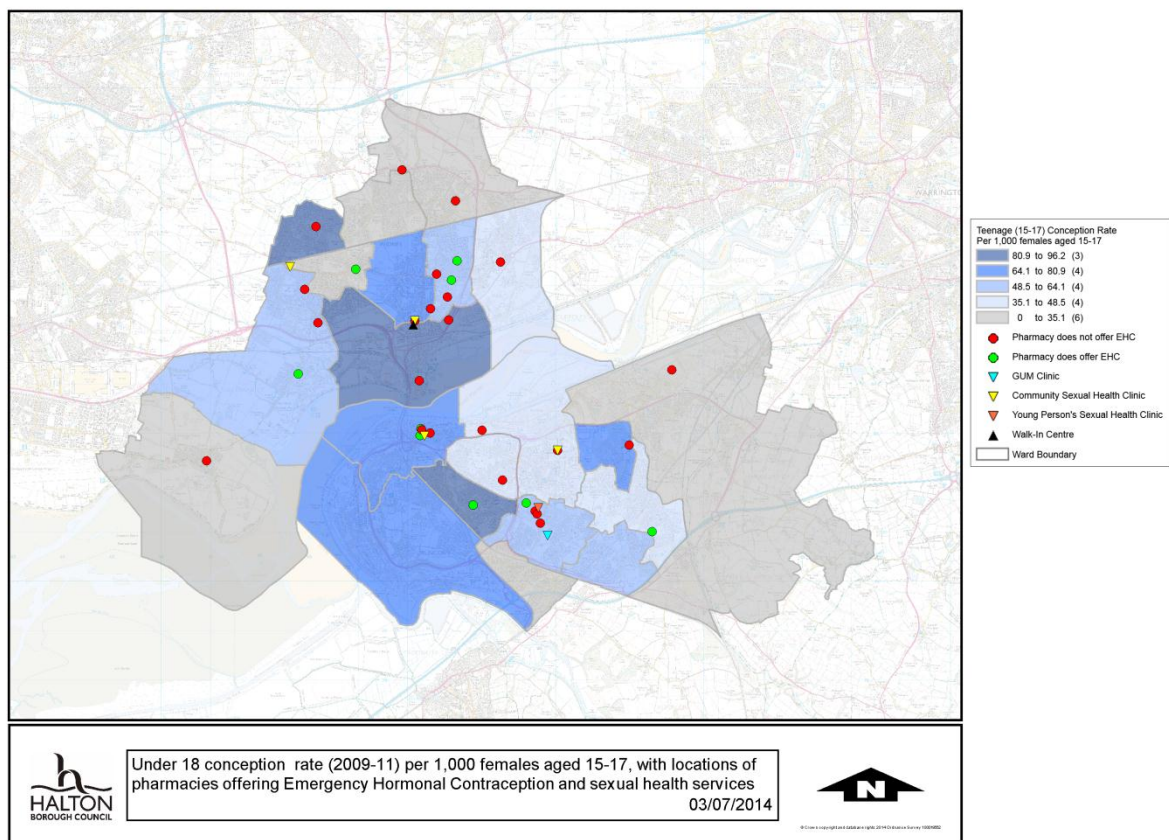 WARRINGTON
Teenage (15-17) Conception Rate
Per 1,000 females aged 15-17
80.9 to 96.2 (3)
64.1 to 80.9 (4)
48.5 to 64.1 (4)
35.1 to 48.5 (4)
0 to 35.1 (6)
Pharmacy does not offer EHC
Pharmacy does offer EHC
GUM Clinic
Community Sexual Health Clinic
Young Person's Sexual Health Clinic
Walk-In Centre
Ward Boundary
HALTON
BOROUGH COUNCIL
Under 18 conception rate (2009-11) per 1,000 females aged 15-17, with locations of
pharmacies offering Emergency Hormonal Contraception and sexual health services
03/07/2014
N